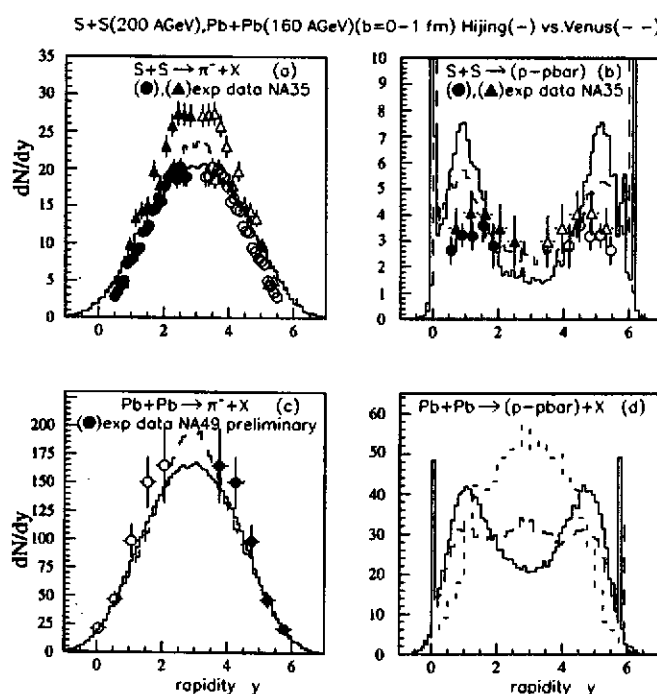 S+S(200 AGeV),Pb+Pb(160 AGeV)(b=0-1 fm) Hijing(-) vs.Venus(- -)
S+S→π⁻+X (a)
(●),(▲)exp data NA35
dN/dy
35
30
25
20
15
10
5
0
0 2 4 6
S+S→(p-pbar) (b)
(●),(▲)exp data NA35
10
9
8
7
6
5
4
3
2
1
0
0 2 4 6
Pb+Pb→π⁻+X (c)
(●)exp data NA49 preliminary
dN/dy
200
175
150
125
100
75
50
25
0
0 2 4 6
rapidity y
Pb+Pb→(p-pbar)+X (d)
60
50
40
30
20
10
0
0 2 4 6
rapidity y